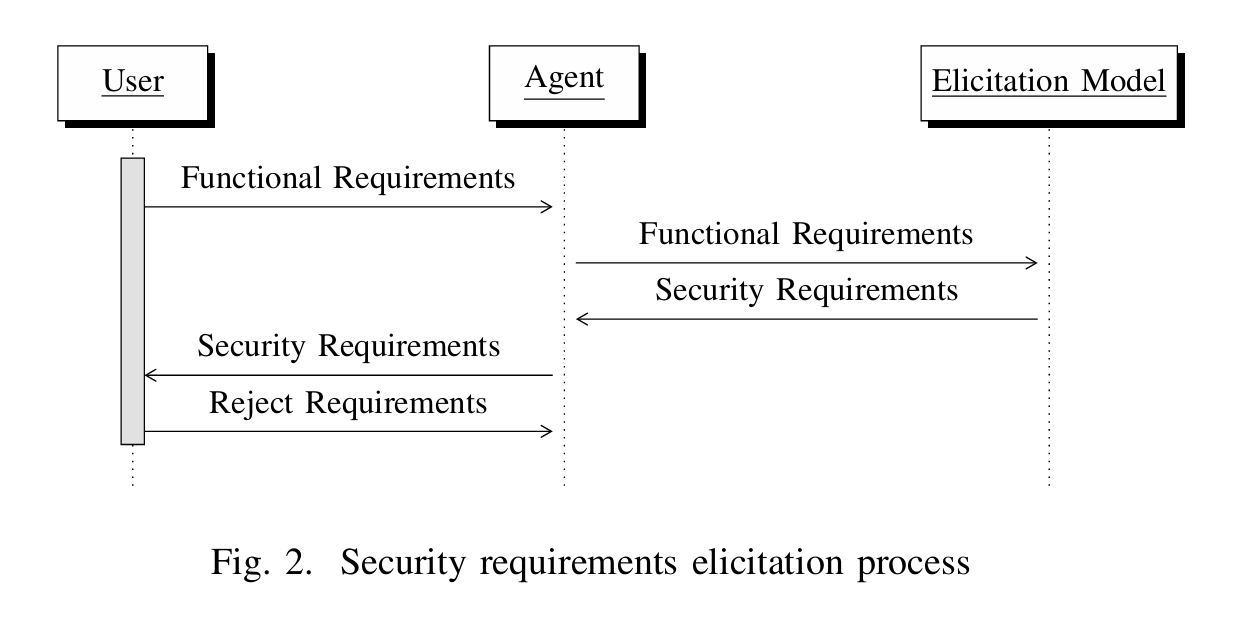 User
Agent
Elicitation Model
Functional Requirements
Functional Requirements
Security Requirements
Security Requirements
Reject Requirements
Fig. 2. Security requirements elicitation process